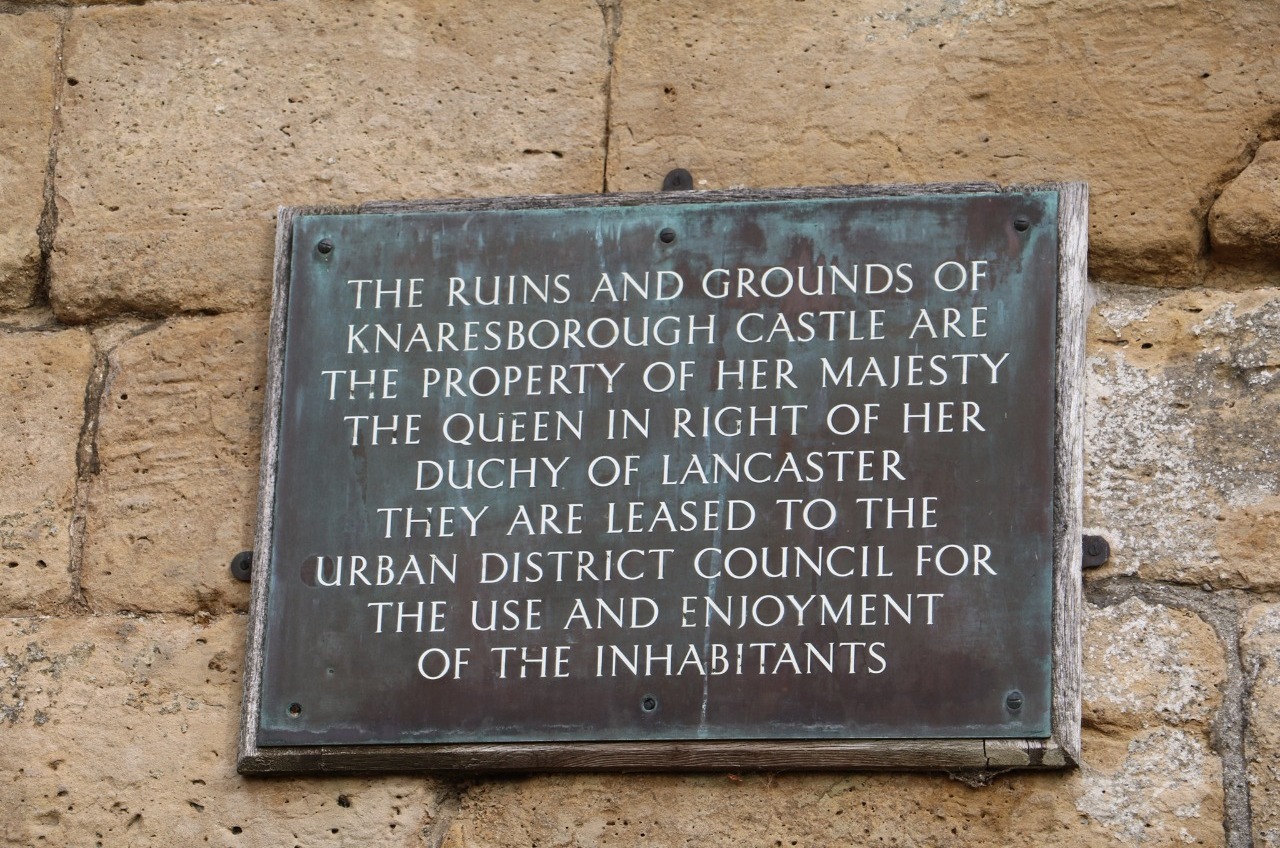 THE RUINS AND GROUNDS OF
KNARESBOROUGH CASTLE ARE
THE PROPERTY OF HER MAJESTY
THE QUEEN IN RIGHT OF HER
DUCHY OF LANCASTER
THEY ARE LEASED TO THE
URBAN DISTRICT COUNCIL FOR
THE USE AND ENJOYMENT
OF THE INHABITANTS